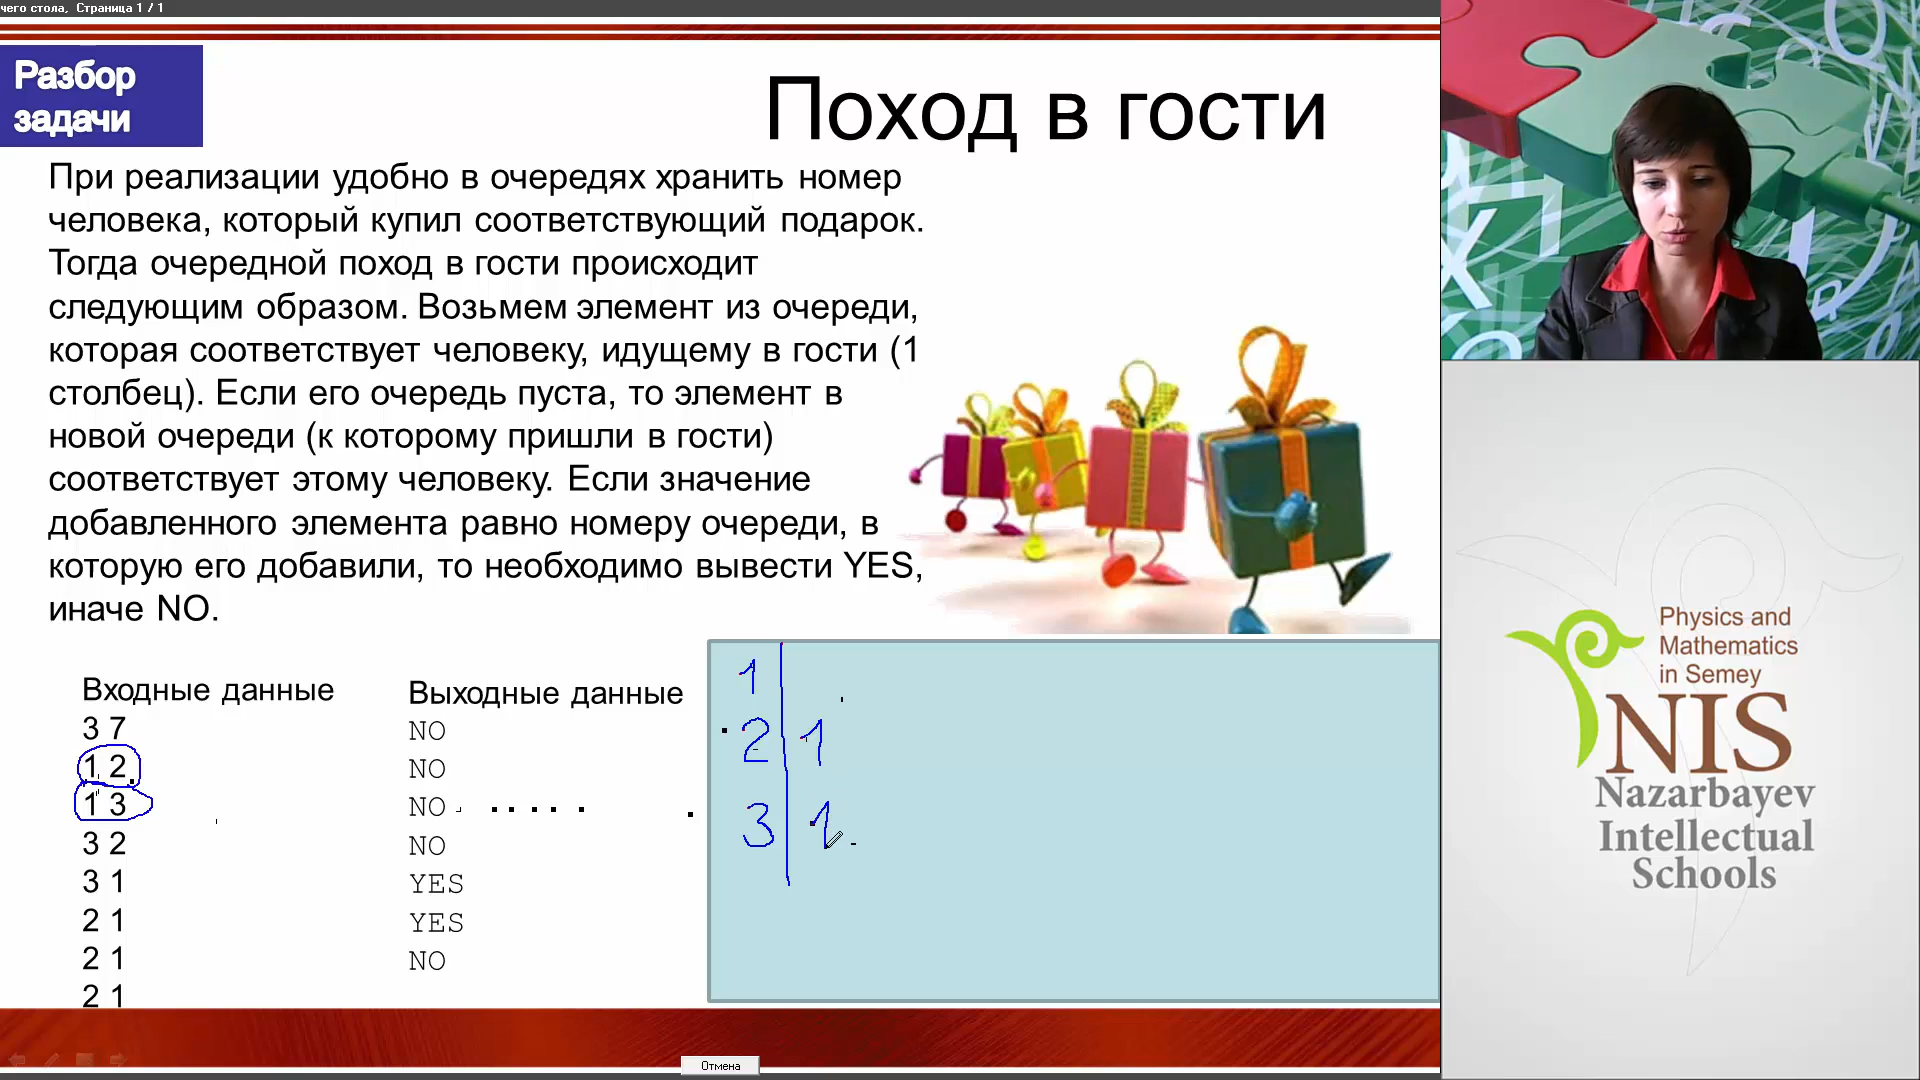 чего стола, Страница 1 / 1
Разбор
задачи
Поход в гости
При реализации удобно в очередях хранить номер
человека, который купил соответствующий подарок.
Тогда очередной поход в гости происходит
следующим образом. Возьмем элемент из очереди,
которая соответствует человеку, идущему в гости (1
столбец). Если его очередь пуста, то элемент в
новой очереди (к которому пришли в гости)
соответствует этому человеку. Если значение
добавленного элемента равно номеру очереди, в
которую его добавили, то необходимо вывести YES,
иначе NO.
Входные данные
3 7
1 2
1 3
3 2
3 1
2 1
2 1
2 1
Выходные данные
NO
NO
NO
NO
YES
YES
NO
1
2 1
3 1
Отмена
Physics and
Mathematics
in Semey
NIS
Nazarbayev
Intellectual
Schools